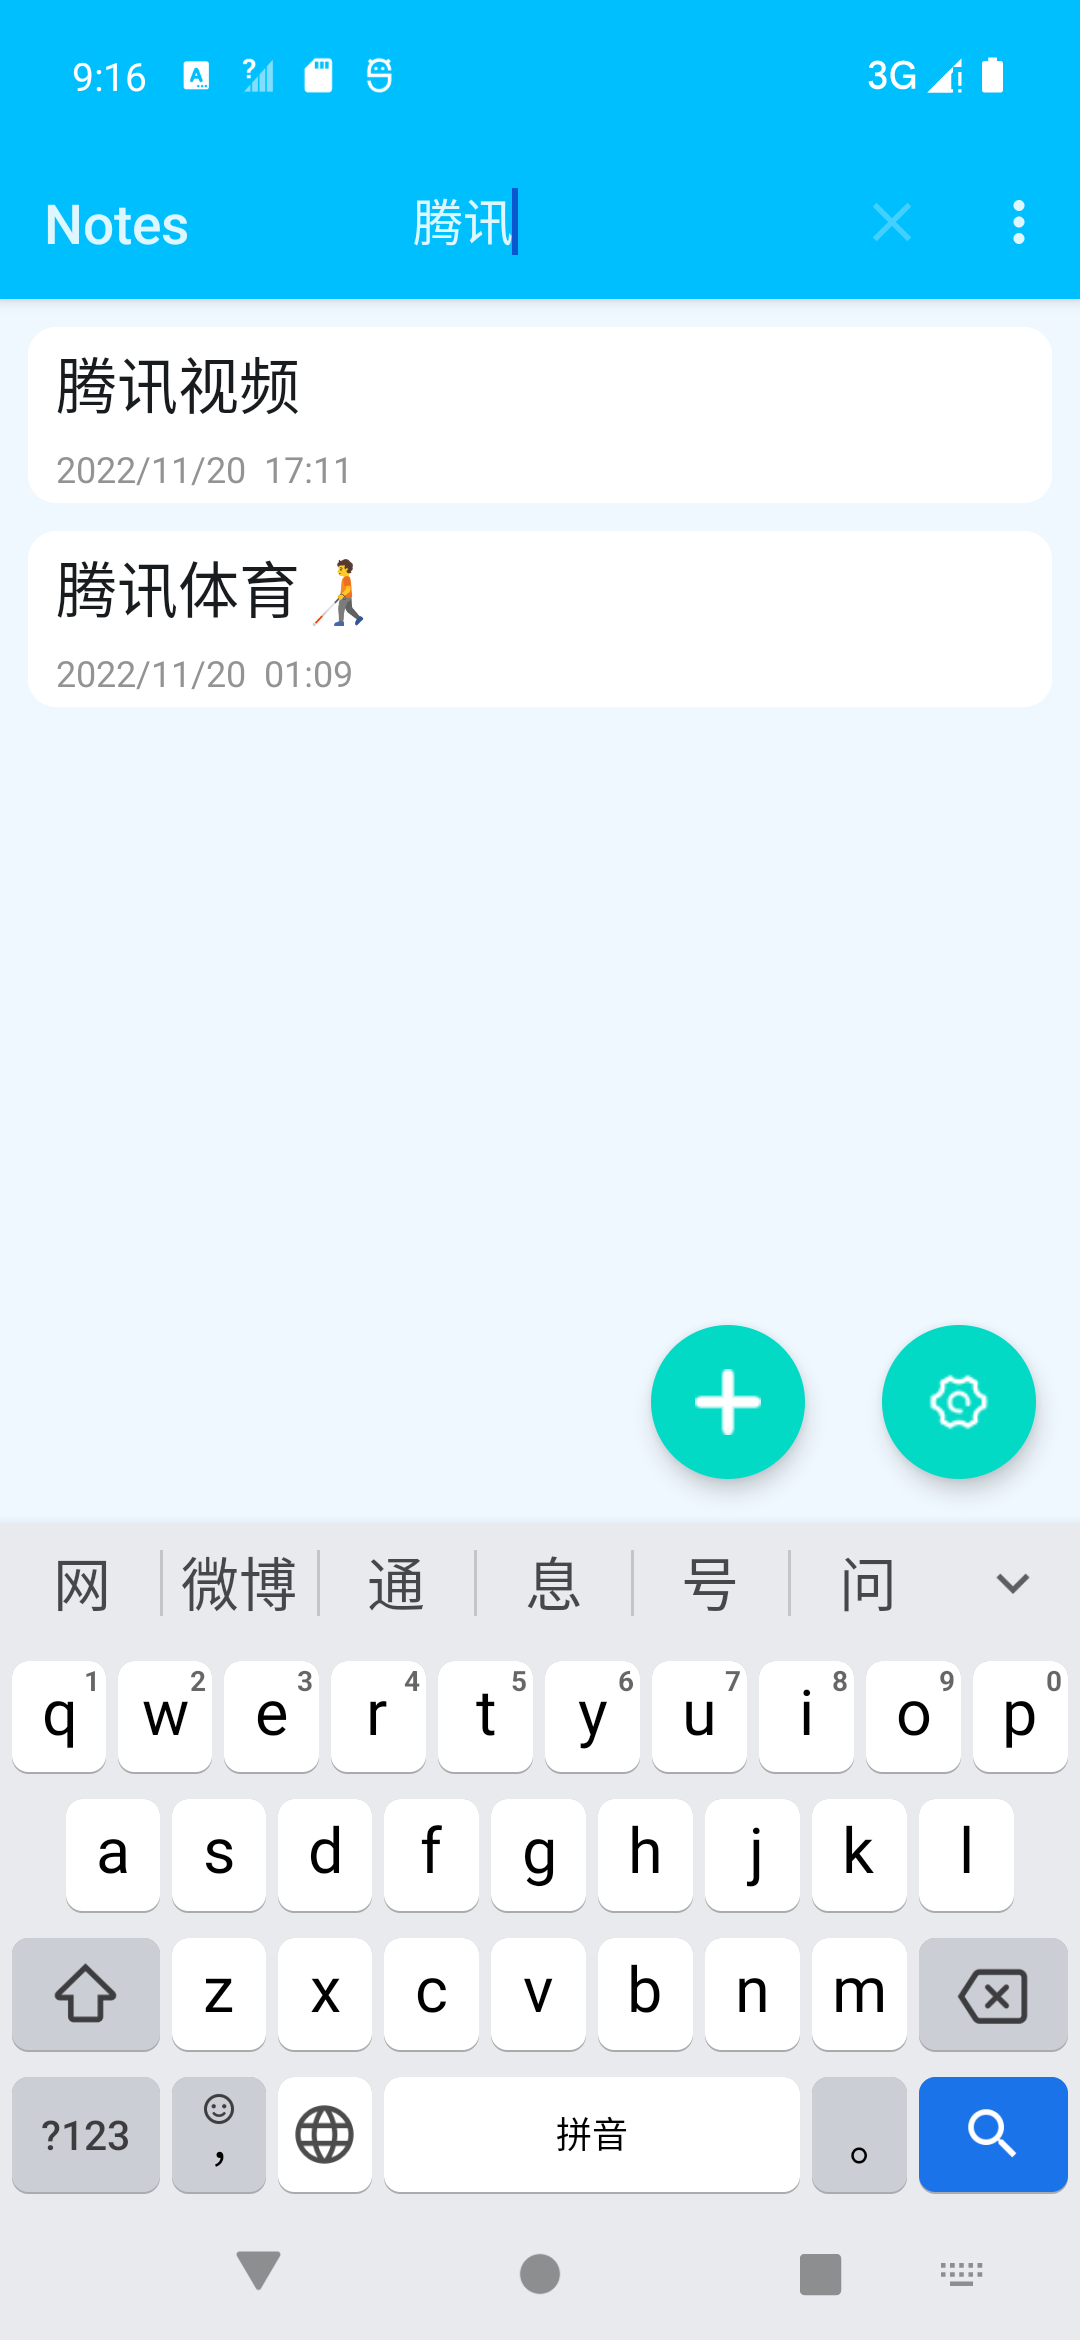 9:16 3G
Notes 腾讯
腾讯视频
2022/11/20 17:11
腾讯体育🧑‍🦯
2022/11/20 01:09
网 微博 通 息 号 问
q 1 w 2 e 3 r 4 t 5 y 6 u 7 i 8 o 9 p 0
a s d f g h j k l
z x c v b n m
?123 , 拼音 。